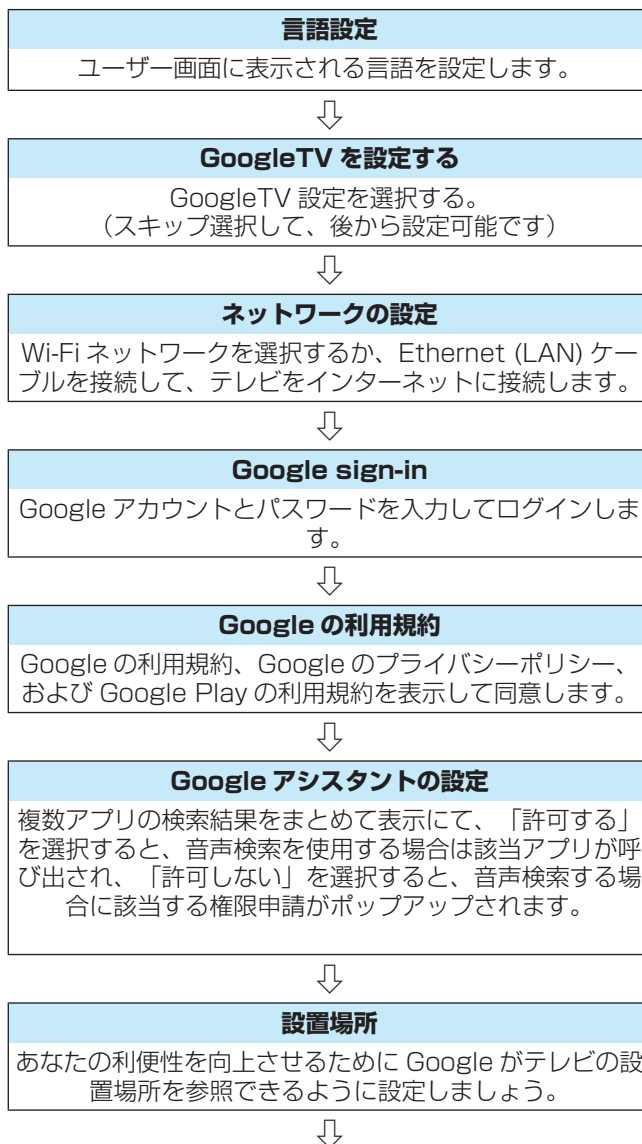 言語設定
ユーザー画面に表示される言語を設定します。
⇩
GoogleTV を設定する
GoogleTV 設定を選択する。
（スキップ選択して、後から設定可能です）
⇩
ネットワークの設定
Wi-Fi ネットワークを選択するか、Ethernet (LAN) ケー
ブルを接続して、テレビをインターネットに接続します。
⇩
Google sign-in
Google アカウントとパスワードを入力してログインしま
す。
⇩
Google の利用規約
Google の利用規約、Google のプライバシーポリシー、
および Google Play の利用規約を表示して同意します。
⇩
Google アシスタントの設定
複数アプリの検索結果をまとめて表示にて、「許可する」
を選択すると、音声検索を使用する場合は該当アプリが呼
び出され、「許可しない」を選択すると、音声検索する場
合に該当する権限申請がポップアップされます。
⇩
設置場所
あなたの利便性を向上させるために Google がテレビの設
置場所を参照できるように設定しましょう。
⇩